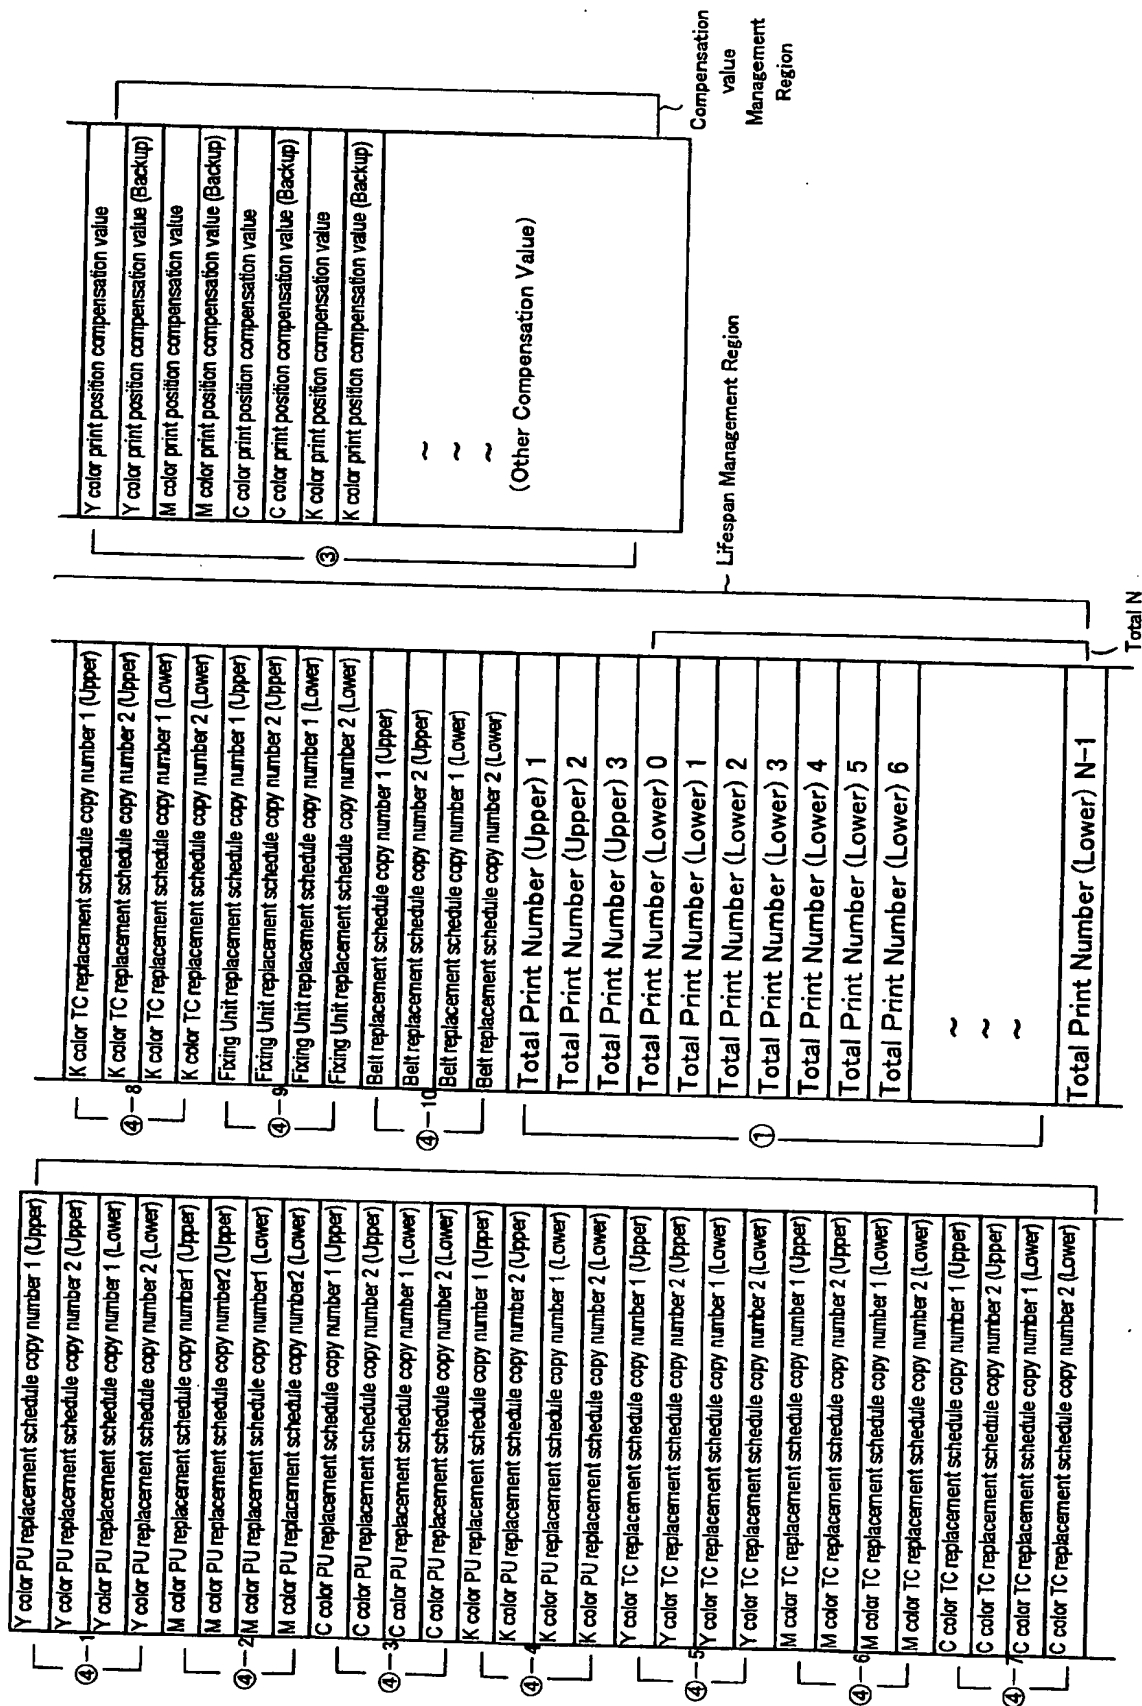 ④-1
Y color PU replacement schedule copy number 1 (Upper)
Y color PU replacement schedule copy number 2 (Upper)
Y color PU replacement schedule copy number 1 (Lower)
Y color PU replacement schedule copy number 2 (Lower)
④-2
M color PU replacement schedule copy number1 (Upper)
M color PU replacement schedule copy number2 (Upper)
M color PU replacement schedule copy number1 (Lower)
M color PU replacement schedule copy number2 (Lower)
④-3
C color PU replacement schedule copy number 1 (Upper)
C color PU replacement schedule copy number 2 (Upper)
C color PU replacement schedule copy number 1 (Lower)
C color PU replacement schedule copy number 2 (Lower)
④-4
K color PU replacement schedule copy number 1 (Upper)
K color PU replacement schedule copy number 2 (Upper)
K color PU replacement schedule copy number 1 (Lower)
K color PU replacement schedule copy number 2 (Lower)
④-5
Y color TC replacement schedule copy number 1 (Upper)
Y color TC replacement schedule copy number 2 (Upper)
Y color TC replacement schedule copy number 1 (Lower)
Y color TC replacement schedule copy number 2 (Lower)
④-6
M color TC replacement schedule copy number 1 (Upper)
M color TC replacement schedule copy number 2 (Upper)
M color TC replacement schedule copy number 1 (Lower)
M color TC replacement schedule copy number 2 (Lower)
④-7
C color TC replacement schedule copy number 1 (Upper)
C color TC replacement schedule copy number 2 (Upper)
C color TC replacement schedule copy number 1 (Lower)
C color TC replacement schedule copy number 2 (Lower)
④-8
K color TC replacement schedule copy number 1 (Upper)
K color TC replacement schedule copy number 2 (Upper)
K color TC replacement schedule copy number 1 (Lower)
K color TC replacement schedule copy number 2 (Lower)
④-9
Fixing Unit replacement schedule copy number 1 (Upper)
Fixing Unit replacement schedule copy number 2 (Upper)
Fixing Unit replacement schedule copy number 1 (Lower)
Fixing Unit replacement schedule copy number 2 (Lower)
④-10
Belt replacement schedule copy number 1 (Upper)
Belt replacement schedule copy number 2 (Upper)
Belt replacement schedule copy number 1 (Lower)
Belt replacement schedule copy number 2 (Lower)
①
Total Print Number (Upper) 1
Total Print Number (Upper) 2
Total Print Number (Upper) 3
Total Print Number (Lower) 0
Total Print Number (Lower) 1
Total Print Number (Lower) 2
Total Print Number (Lower) 3
Total Print Number (Lower) 4
Total Print Number (Lower) 5
Total Print Number (Lower) 6
~
~
~
Total Print Number (Lower) N-1
Total N
Lifespan Management Region
③
Y color print position compensation value
Y color print position compensation value (Backup)
M color print position compensation value
M color print position compensation value (Backup)
C color print position compensation value
C color print position compensation value (Backup)
K color print position compensation value
K color print position compensation value (Backup)
~
~
~
(Other Compensation Value)
Compensation
value
Management
Region